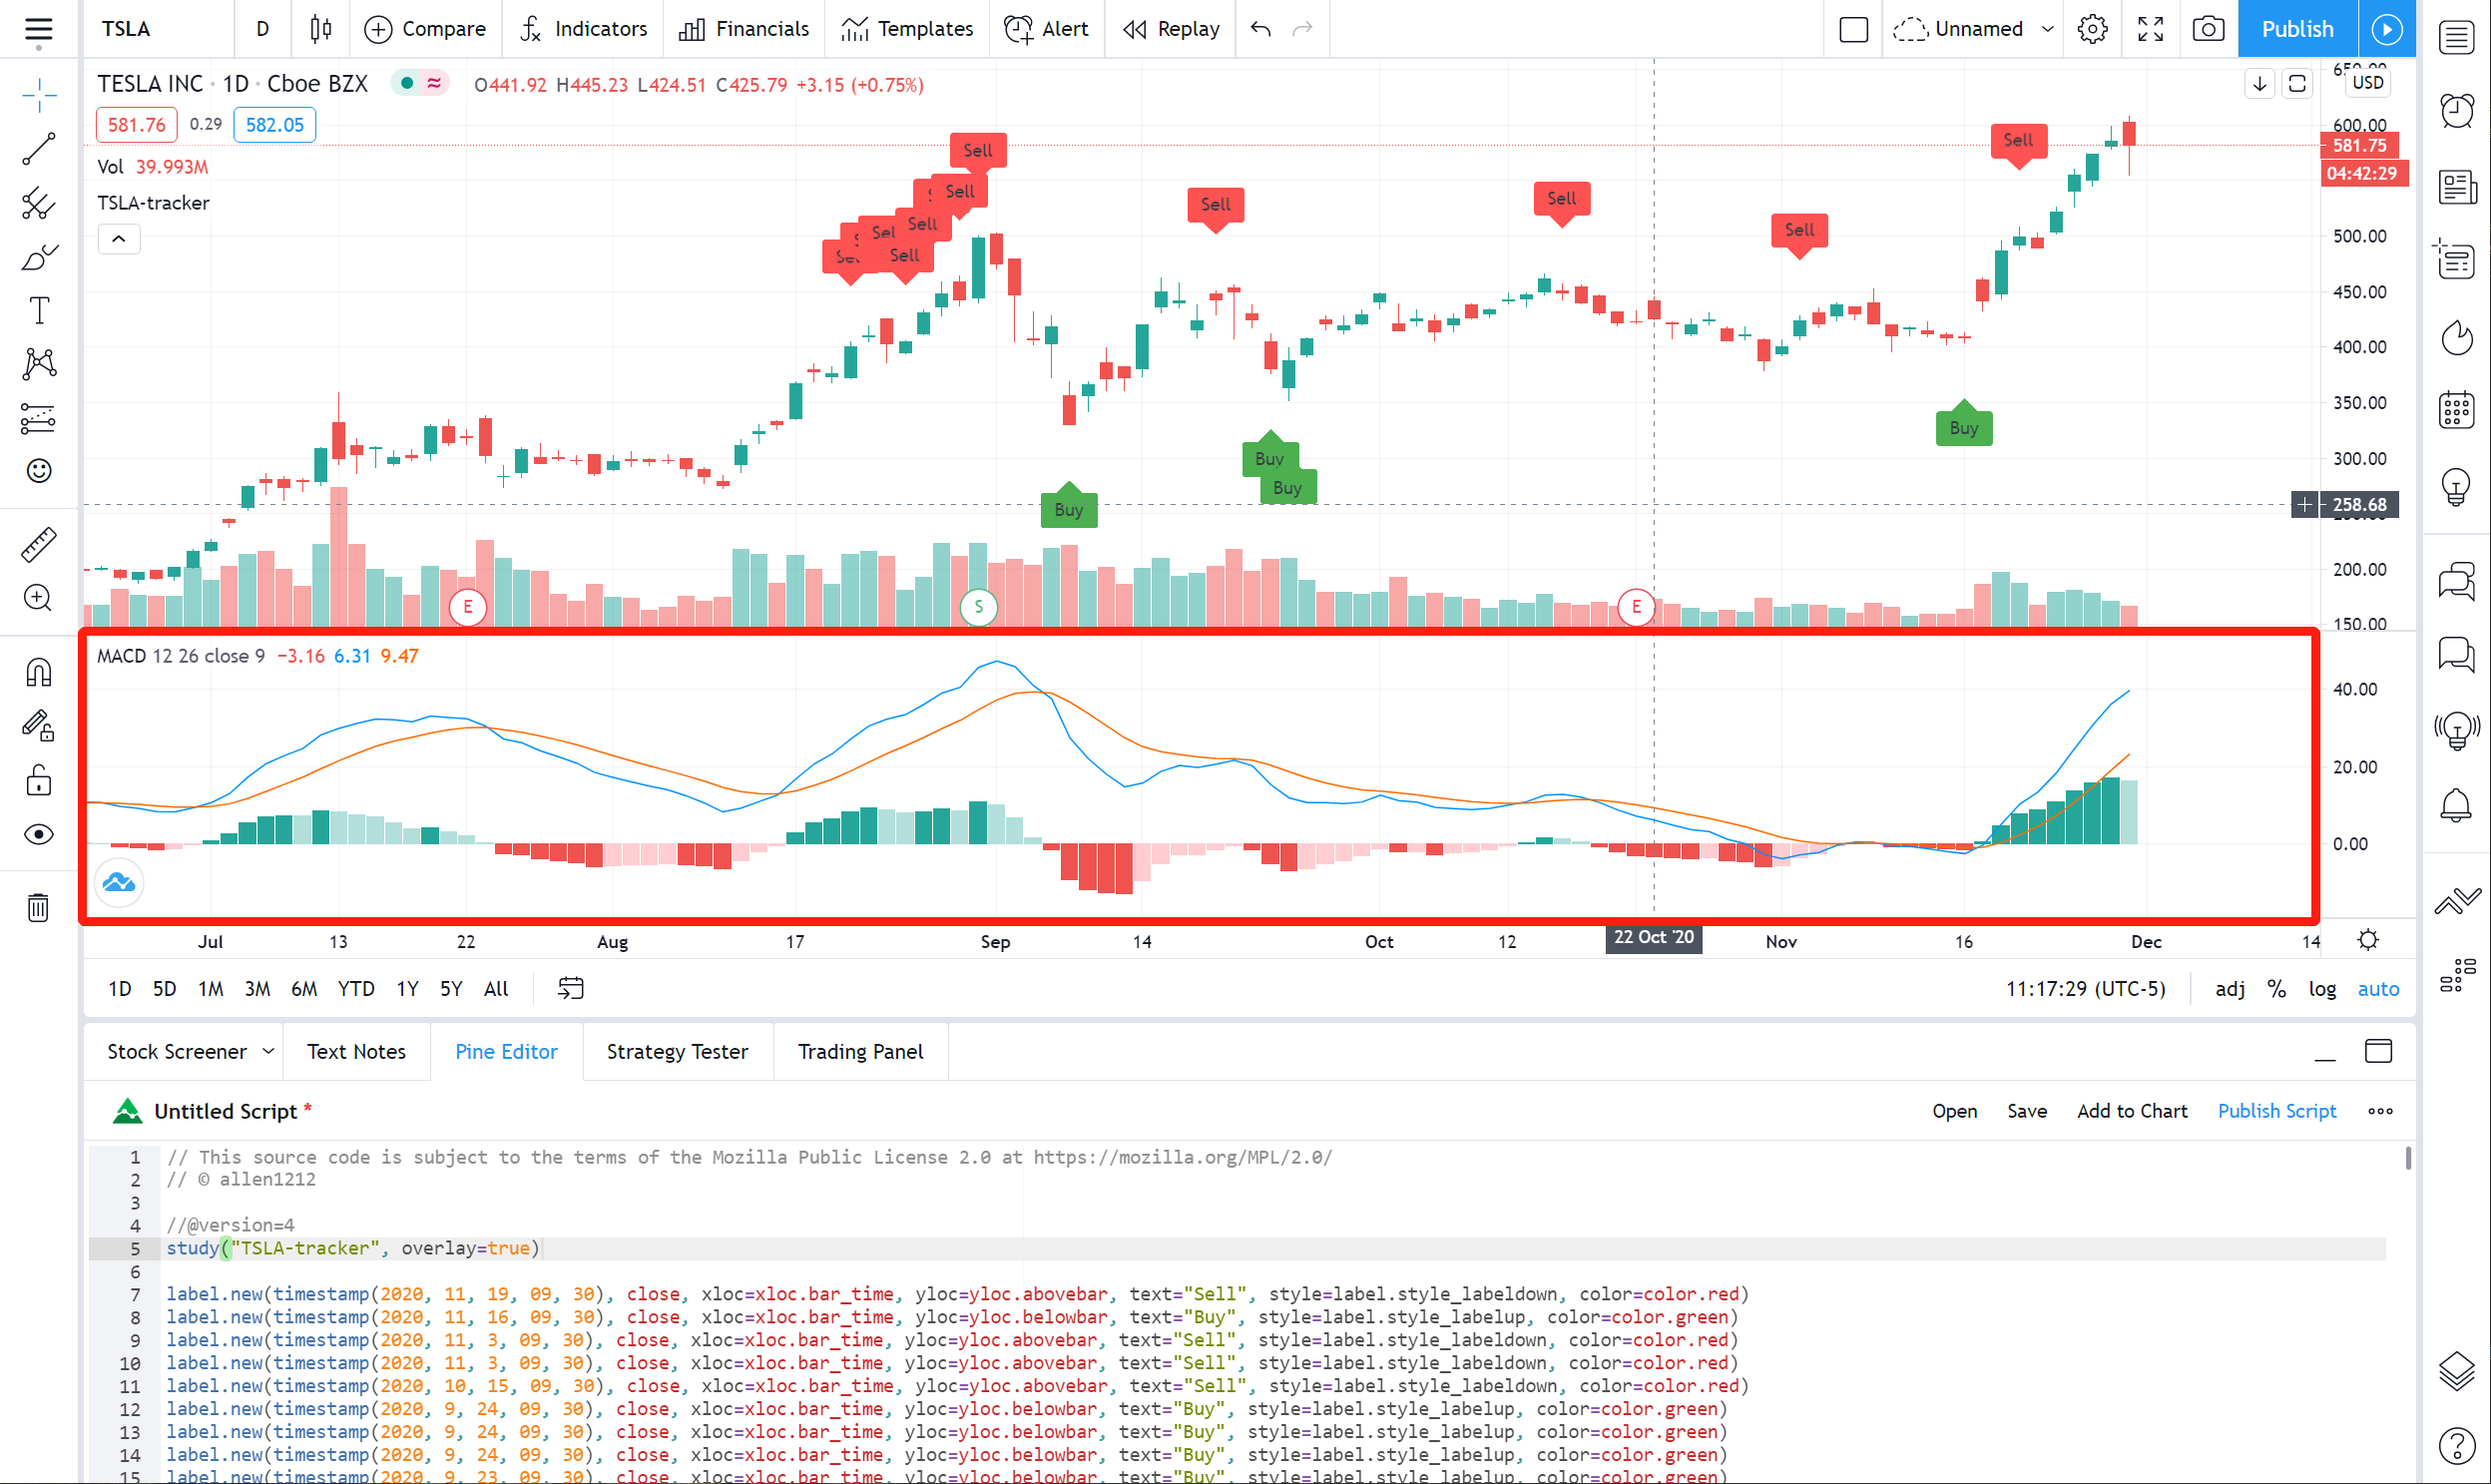 TSLA D Compare Indicators Financials Templates Alert Replay Unnamed Publish
TESLA INC · 1D · Cboe BZX O441.92 H445.23 L424.51 C425.79 +3.15 (+0.75%)
USD
581.76 0.29 582.05
Vol 39.993M
TSLA-tracker
Sell
Sell
Sell
Sell
Sell
Sell
Sell
Sell
Buy
Buy
Buy
Buy
E
S
E
600.00
581.75
04:42:29
500.00
450.00
400.00
350.00
300.00
258.68
200.00
150.00
MACD 12 26 close 9 −3.16 6.31 9.47
40.00
20.00
0.00
Jul 13 22 Aug 17 Sep 14 Oct 12 22 Oct '20 Nov 16 Dec 14
1D 5D 1M 3M 6M YTD 1Y 5Y All 11:17:29 (UTC-5) adj % log auto
Stock Screener Text Notes Pine Editor Strategy Tester Trading Panel
Untitled Script * Open Save Add to Chart Publish Script
1 // This source code is subject to the terms of the Mozilla Public License 2.0 at https://mozilla.org/MPL/2.0/
2 // © allen1212
3
4 //@version=4
5 study("TSLA-tracker", overlay=true)
6
7 label.new(timestamp(2020, 11, 19, 09, 30), close, xloc=xloc.bar_time, yloc=yloc.abovebar, text="Sell", style=label.style_labeldown, color=color.red)
8 label.new(timestamp(2020, 11, 16, 09, 30), close, xloc=xloc.bar_time, yloc=yloc.belowbar, text="Buy", style=label.style_labelup, color=color.green)
9 label.new(timestamp(2020, 11, 3, 09, 30), close, xloc=xloc.bar_time, yloc=yloc.abovebar, text="Sell", style=label.style_labeldown, color=color.red)
10 label.new(timestamp(2020, 11, 3, 09, 30), close, xloc=xloc.bar_time, yloc=yloc.abovebar, text="Sell", style=label.style_labeldown, color=color.red)
11 label.new(timestamp(2020, 10, 15, 09, 30), close, xloc=xloc.bar_time, yloc=yloc.abovebar, text="Sell", style=label.style_labeldown, color=color.red)
12 label.new(timestamp(2020, 9, 24, 09, 30), close, xloc=xloc.bar_time, yloc=yloc.belowbar, text="Buy", style=label.style_labelup, color=color.green)
13 label.new(timestamp(2020, 9, 24, 09, 30), close, xloc=xloc.bar_time, yloc=yloc.belowbar, text="Buy", style=label.style_labelup, color=color.green)
14 label.new(timestamp(2020, 9, 24, 09, 30), close, xloc=xloc.bar_time, yloc=yloc.belowbar, text="Buy", style=label.style_labelup, color=color.green)
15 label.new(timestamp(2020, 9, 23, 09, 30), close, xloc=xloc.bar_time, yloc=yloc.belowbar, text="Buy", style=label.style_labelup, color=color.green)